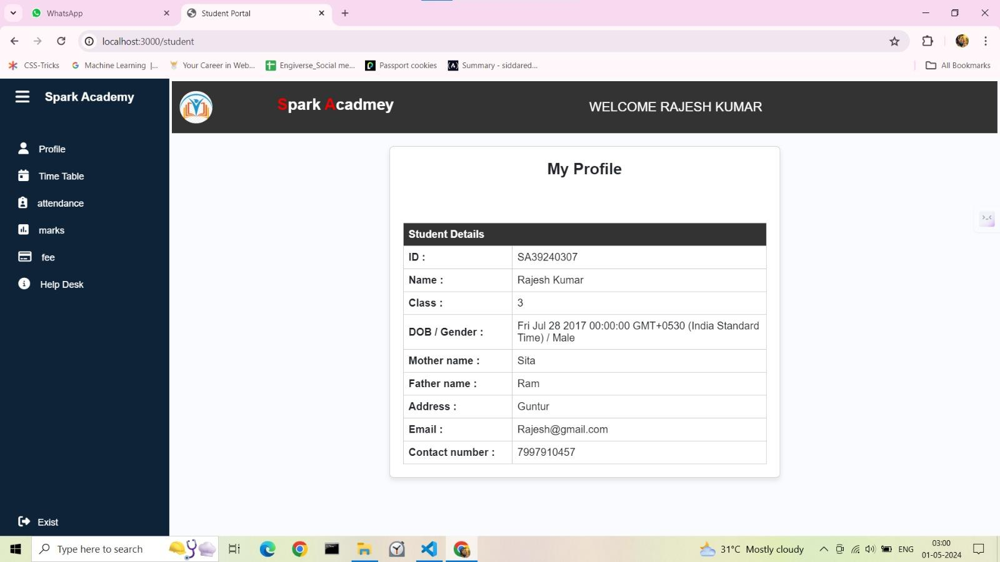 WhatsApp
Student Portal
localhost:3000/student
CSS-Tricks
Machine Learning |...
Your Career in Web...
Engiverse_Social me...
Passport cookies
Summary - siddared...
All Bookmarks
Spark Academy
Spark Acadmey
WELCOME RAJESH KUMAR
Profile
Time Table
attendance
marks
fee
Help Desk
Exist
My Profile
Student Details
ID : SA39240307
Name : Rajesh Kumar
Class : 3
DOB / Gender : Fri Jul 28 2017 00:00:00 GMT+0530 (India Standard
Time) / Male
Mother name : Sita
Father name : Ram
Address : Guntur
Email : Rajesh@gmail.com
Contact number : 7997910457
Type here to search
31°C Mostly cloudy
ENG
03:00
01-05-2024